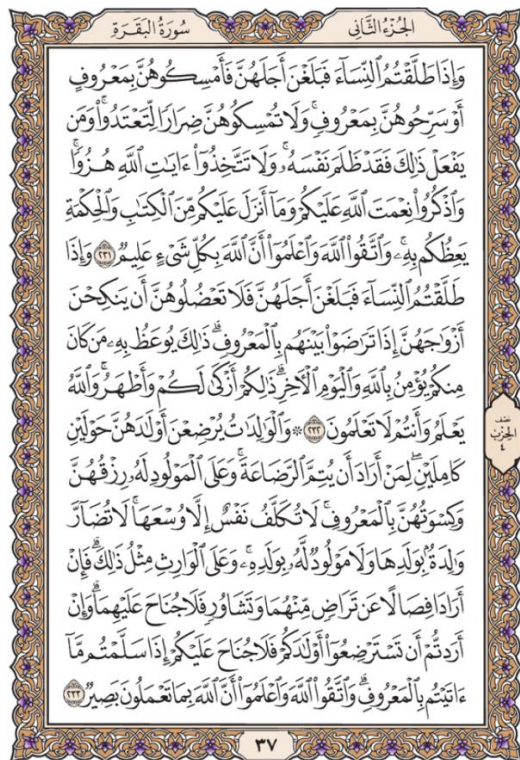 الجُزْءُ الثَّانِي
سُورَةُ البَقَرَةِ
وَإِذَا طَلَّقْتُمُ ٱلنِّسَآءَ فَبَلَغْنَ أَجَلَهُنَّ فَأَمْسِكُوهُنَّ بِمَعْرُوفٍ
أَوْ سَرِّحُوهُنَّ بِمَعْرُوفٖۚ وَلَا تُمْسِكُوهُنَّ ضِرَارٗا لِّتَعْتَدُواْۚ وَمَن
يَفْعَلْ ذَٰلِكَ فَقَدْ ظَلَمَ نَفْسَهُۥۚ وَلَا تَتَّخِذُوٓاْ ءَايَٰتِ ٱللَّهِ هُزُوٗاۚ
وَٱذْكُرُواْ نِعْمَتَ ٱللَّهِ عَلَيْكُمْ وَمَآ أَنزَلَ عَلَيْكُم مِّنَ ٱلْكِتَٰبِ وَٱلْحِكْمَةِ
يَعِظُكُم بِهِۦۚ وَٱتَّقُواْ ٱللَّهَ وَٱعْلَمُوٓاْ أَنَّ ٱللَّهَ بِكُلِّ شَيْءٍ عَلِيمٞ ٢٣١ وَإِذَا
طَلَّقْتُمُ ٱلنِّسَآءَ فَبَلَغْنَ أَجَلَهُنَّ فَلَا تَعْضُلُوهُنَّ أَن يَنكِحْنَ
أَزْوَٰجَهُنَّ إِذَا تَرَٰضَوْاْ بَيْنَهُم بِٱلْمَعْرُوفِۗ ذَٰلِكَ يُوعَظُ بِهِۦ مَن كَانَ
مِنكُمْ يُؤْمِنُ بِٱللَّهِ وَٱلْيَوْمِ ٱلْأٓخِرِۗ ذَٰلِكُمْ أَزْكَىٰ لَكُمْ وَأَطْهَرُۚ وَٱللَّهُ
يَعْلَمُ وَأَنتُمْ لَا تَعْلَمُونَ ٢٣٢ ۞ وَٱلْوَٰلِدَٰتُ يُرْضِعْنَ أَوْلَٰدَهُنَّ حَوْلَيْنِ
كَامِلَيْنِۖ لِمَنْ أَرَادَ أَن يُتِمَّ ٱلرَّضَاعَةَۚ وَعَلَى ٱلْمَوْلُودِ لَهُۥ رِزْقُهُنَّ
وَكِسْوَتُهُنَّ بِٱلْمَعْرُوفِۚ لَا تُكَلَّفُ نَفْسٌ إِلَّا وُسْعَهَاۚ لَا تُضَآرَّ
وَٰلِدَةُۢ بِوَلَدِهَا وَلَا مَوْلُودٞ لَّهُۥ بِوَلَدِهِۦۚ وَعَلَى ٱلْوَارِثِ مِثْلُ ذَٰلِكَۗ فَإِنْ
أَرَادَا فِصَالًا عَن تَرَاضٖ مِّنْهُمَا وَتَشَاوُرٖ فَلَا جُنَاحَ عَلَيْهِمَاۗ وَإِنْ
أَرَدتُّمْ أَن تَسْتَرْضِعُوٓاْ أَوْلَٰدَكُمْ فَلَا جُنَاحَ عَلَيْكُمْ إِذَا سَلَّمْتُم مَّآ
ءَاتَيْتُم بِٱلْمَعْرُوفِۗ وَٱتَّقُواْ ٱللَّهَ وَٱعْلَمُوٓاْ أَنَّ ٱللَّهَ بِمَا تَعْمَلُونَ بَصِيرٞ ٢٣٣
نصف
الحزب
٤
٣٧